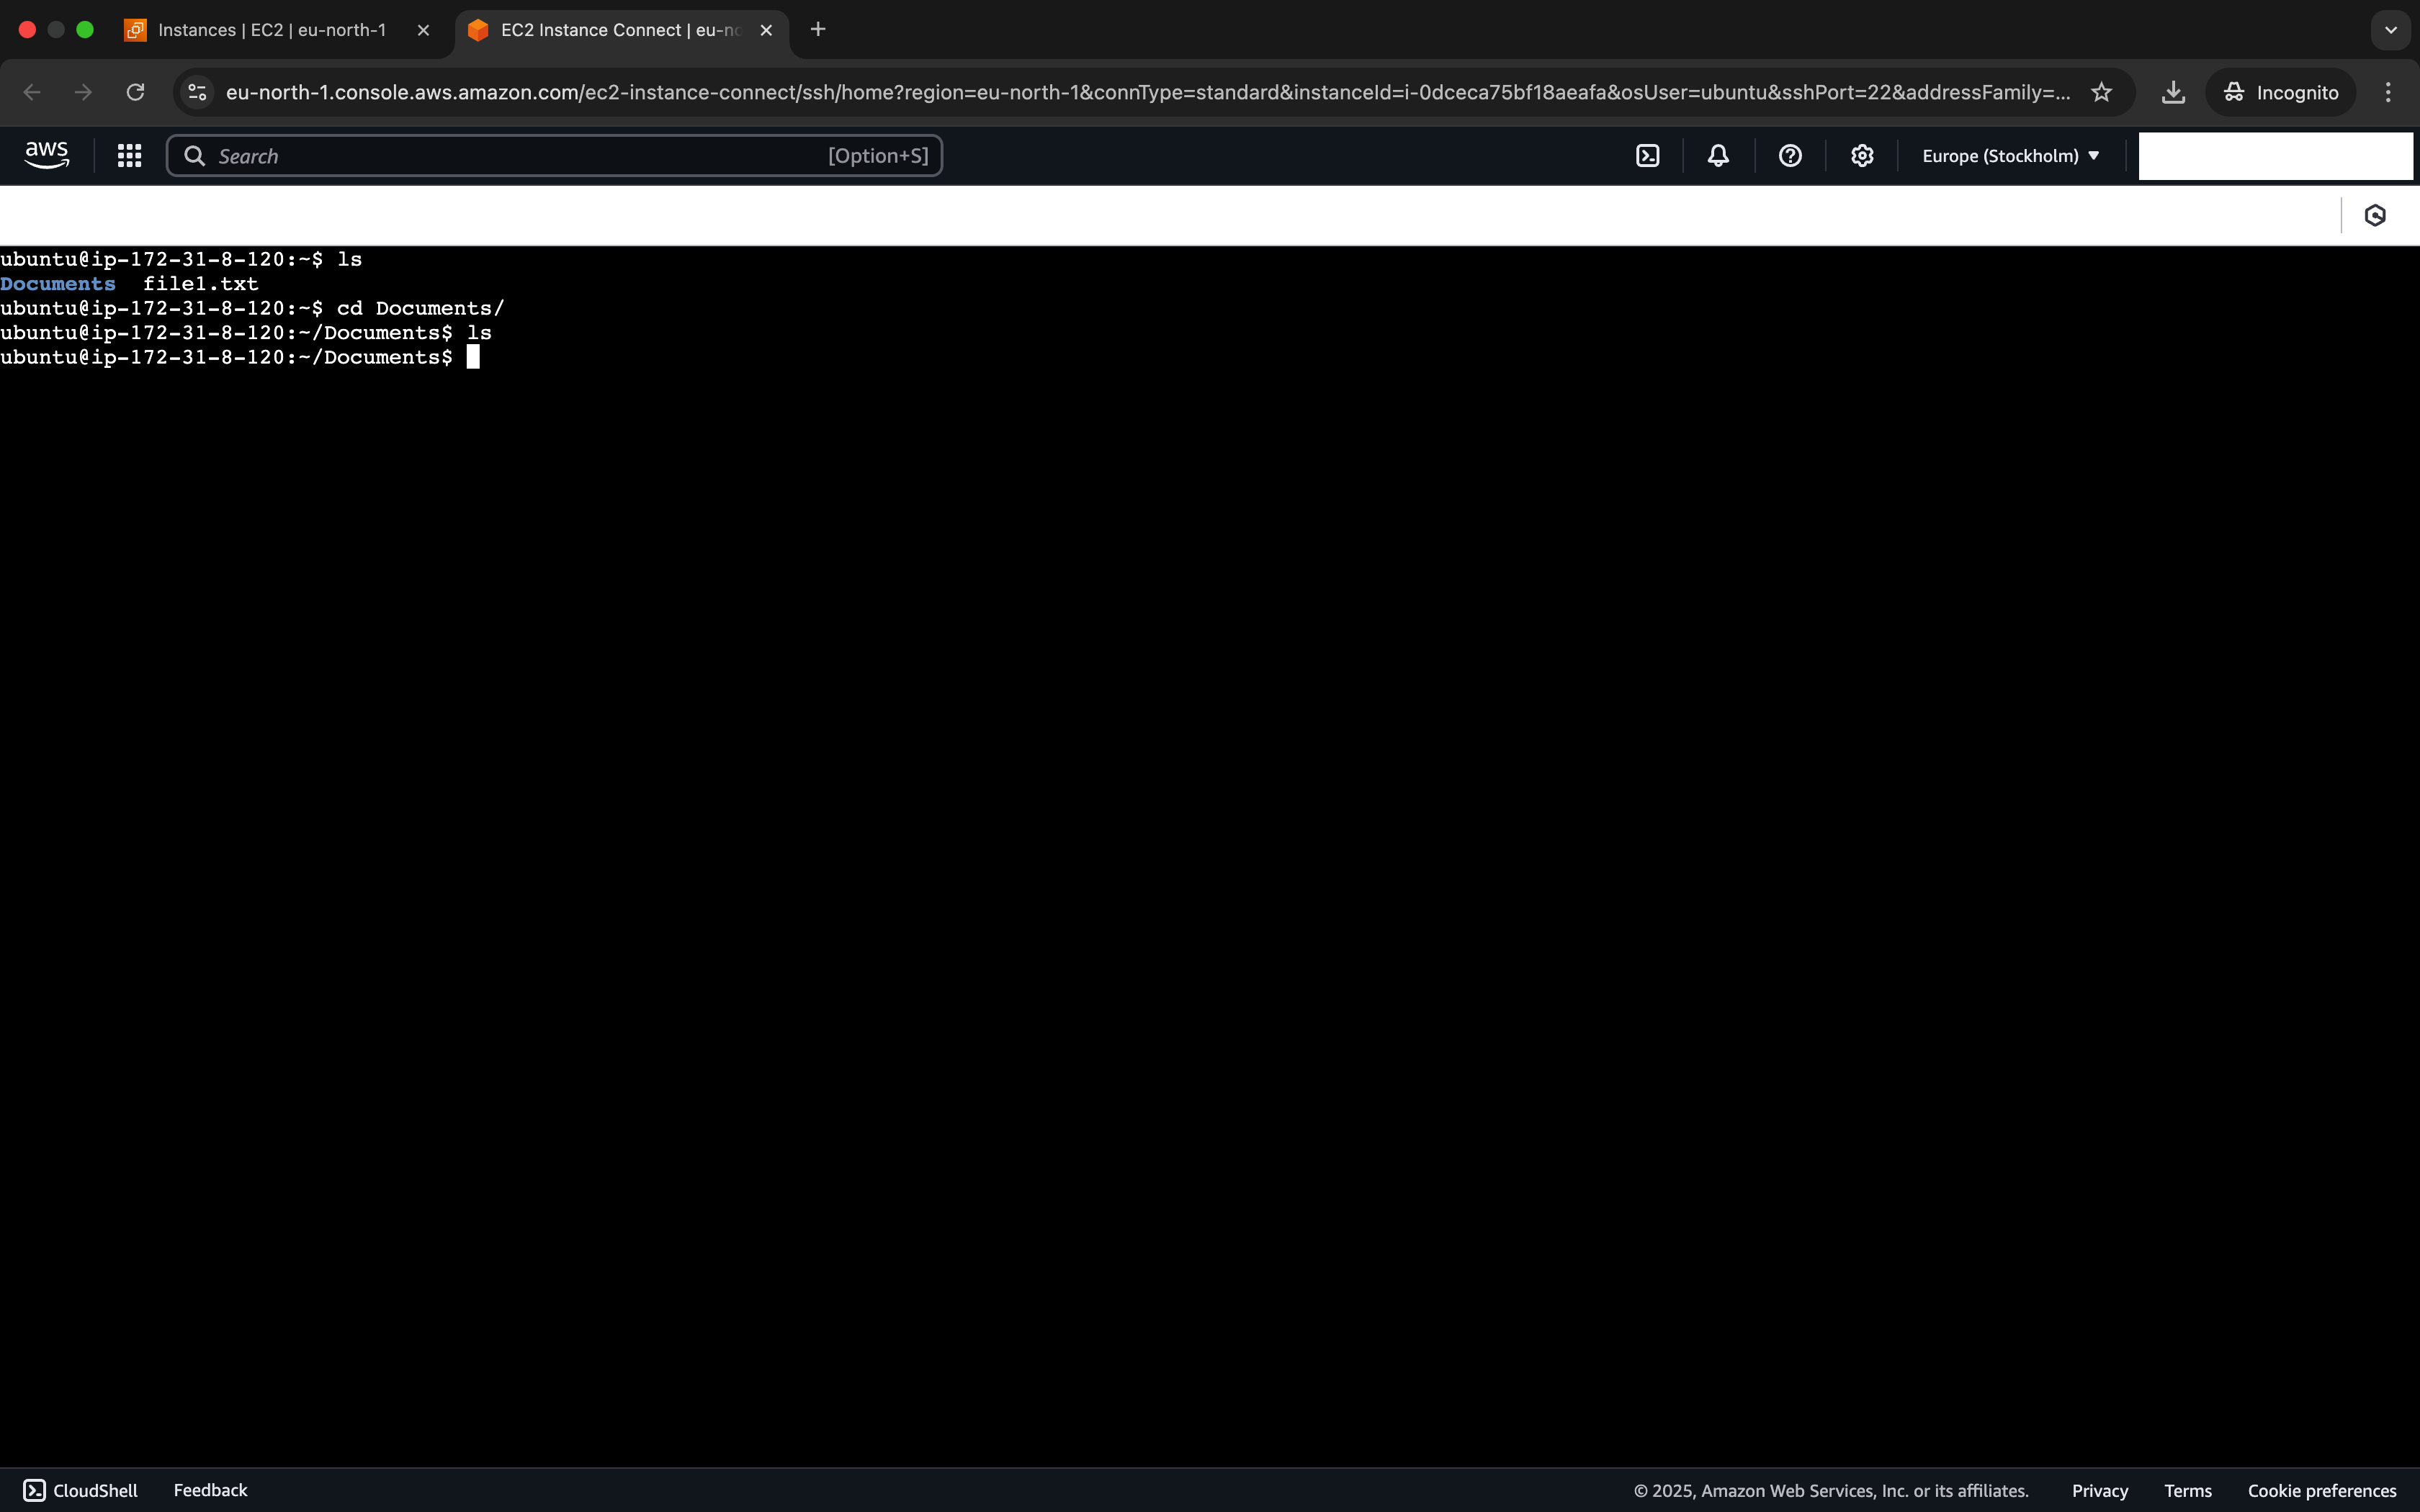 Instances | EC2 | eu-north-1
EC2 Instance Connect | eu-no
eu-north-1.console.aws.amazon.com/ec2-instance-connect/ssh/home?region=eu-north-1&connType=standard&instanceId=i-0dceca75bf18aeafa&osUser=ubuntu&sshPort=22&addressFamily=...
Incognito
aws
Search
[Option+S]
Europe (Stockholm)
ubuntu@ip-172-31-8-120:~$ ls
Documents  file1.txt
ubuntu@ip-172-31-8-120:~$ cd Documents/
ubuntu@ip-172-31-8-120:~/Documents$ ls
ubuntu@ip-172-31-8-120:~/Documents$
CloudShell
Feedback
© 2025, Amazon Web Services, Inc. or its affiliates.
Privacy
Terms
Cookie preferences